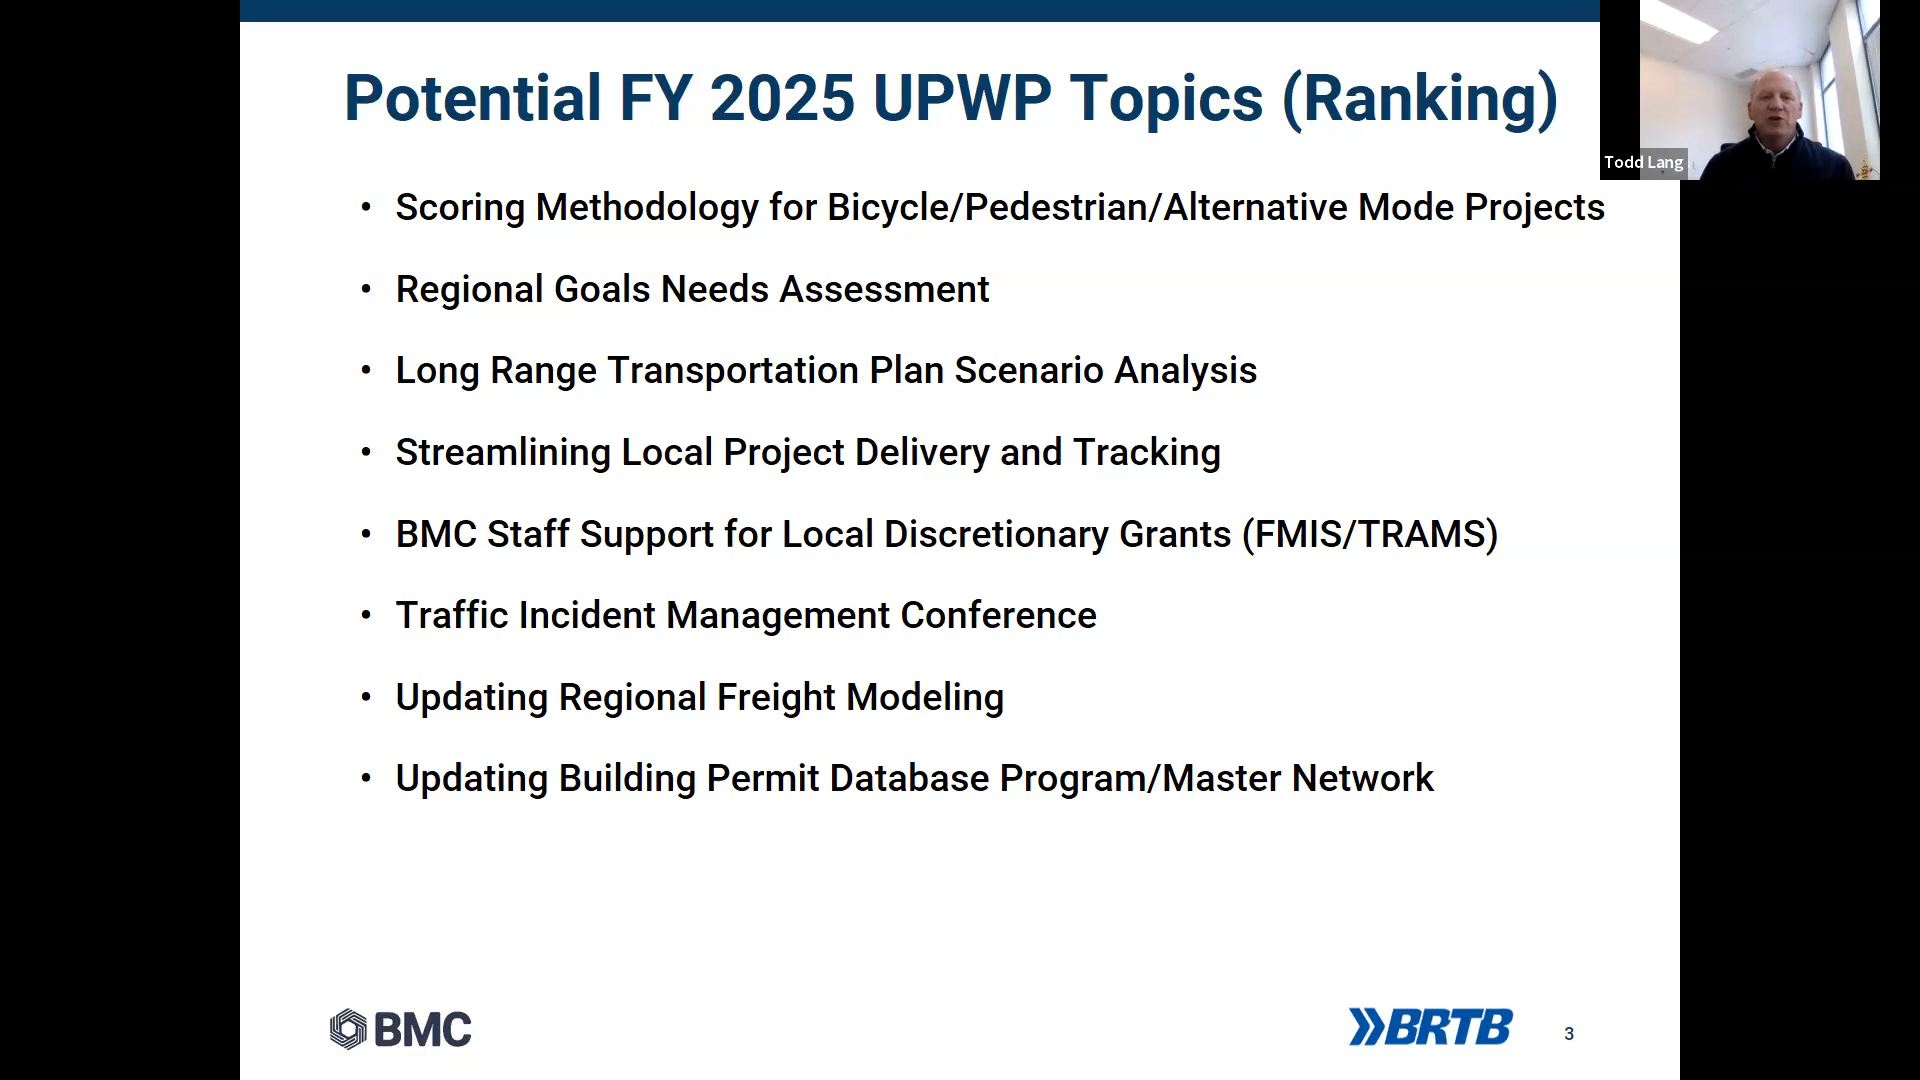 Potential FY 2025 UPWP Topics (Ranking)
Todd Lang
• Scoring Methodology for Bicycle/Pedestrian/Alternative Mode Projects
• Regional Goals Needs Assessment
• Long Range Transportation Plan Scenario Analysis
• Streamlining Local Project Delivery and Tracking
• BMC Staff Support for Local Discretionary Grants (FMIS/TRAMS)
• Traffic Incident Management Conference
• Updating Regional Freight Modeling
• Updating Building Permit Database Program/Master Network
BMC
BRTB
3